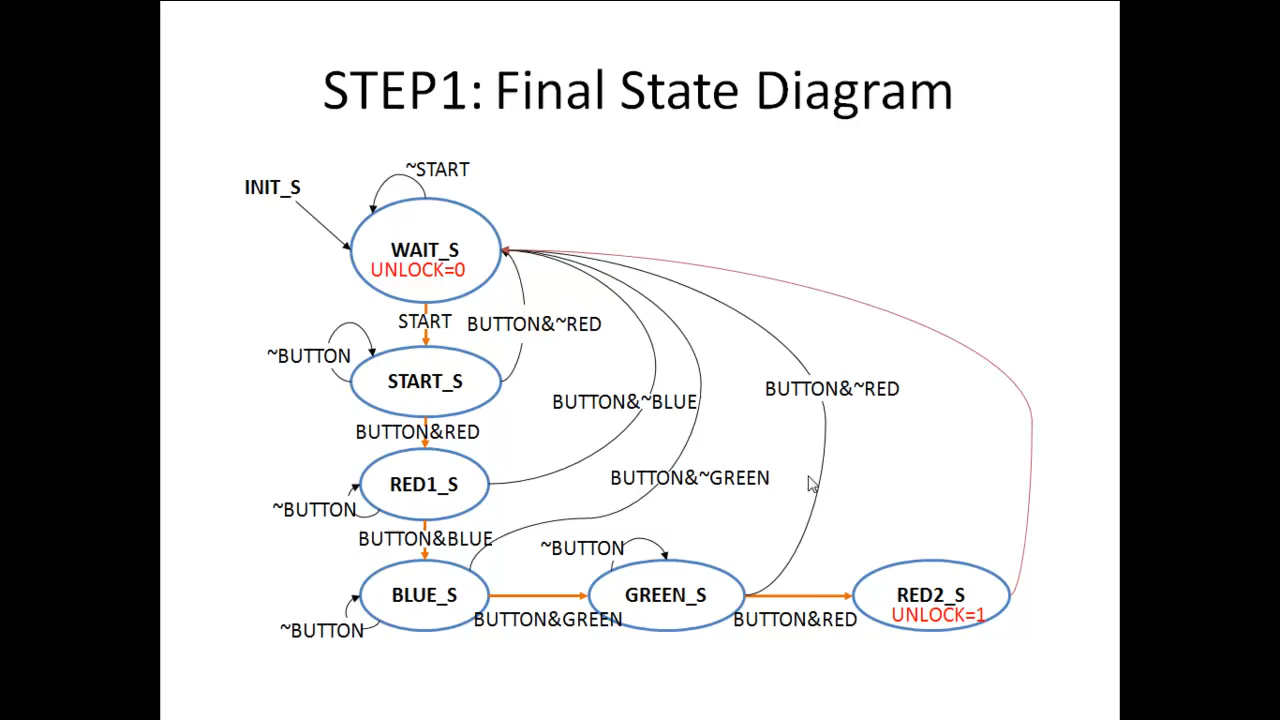 STEP1: Final State Diagram
~START
INIT_S
WAIT_S
UNLOCK=0
START
BUTTON&~RED
~BUTTON
START_S
BUTTON&~RED
BUTTON&~BLUE
BUTTON&RED
BUTTON&~GREEN
RED1_S
~BUTTON
BUTTON&BLUE
~BUTTON
BLUE_S
GREEN_S
RED2_S
UNLOCK=1
BUTTON&GREEN
BUTTON&RED
~BUTTON